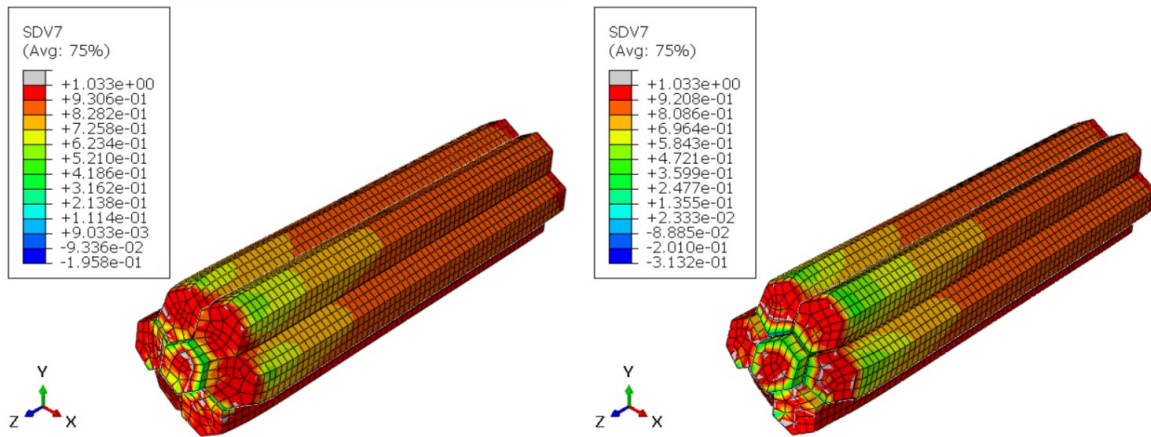 SDV7
(Avg: 75%)
+1.033e+00
+9.306e-01
+8.282e-01
+7.258e-01
+6.234e-01
+5.210e-01
+4.186e-01
+3.162e-01
+2.138e-01
+1.114e-01
+9.033e-03
-9.336e-02
-1.958e-01
Y
Z
X
SDV7
(Avg: 75%)
+1.033e+00
+9.208e-01
+8.086e-01
+6.964e-01
+5.843e-01
+4.721e-01
+3.599e-01
+2.477e-01
+1.355e-01
+2.333e-02
-8.885e-02
-2.010e-01
-3.132e-01
Y
Z
X